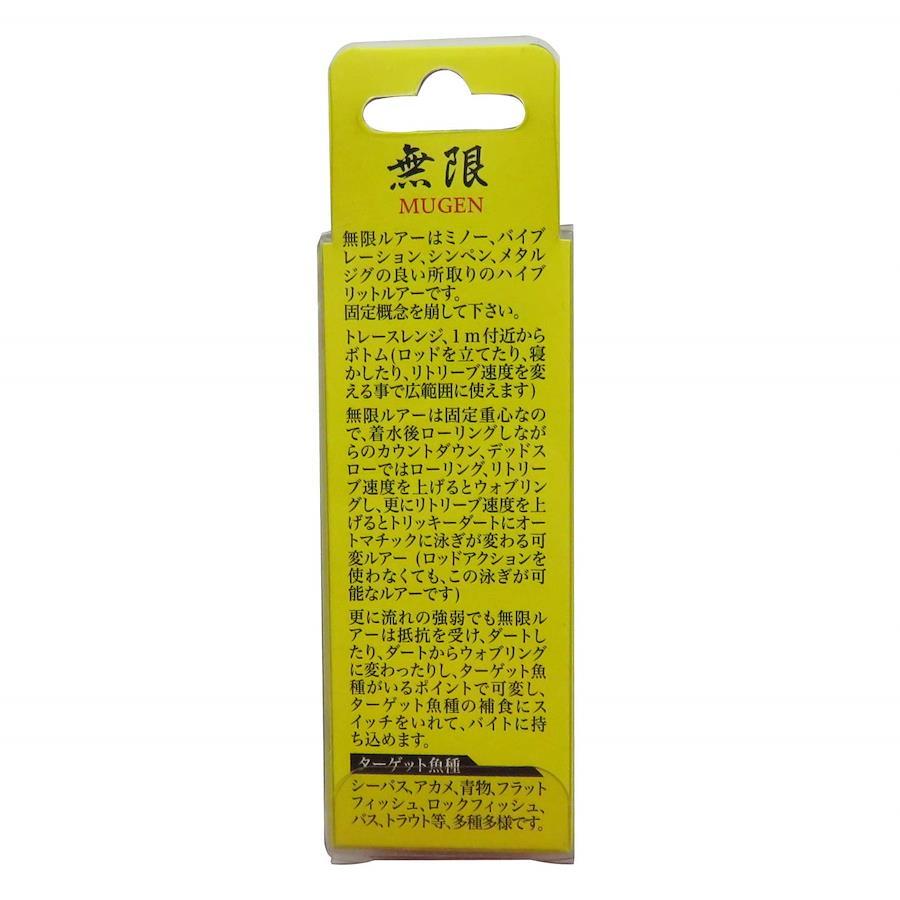 無限
MUGEN
無限ルアーはミノー、バイブ
レーション、シンペン、メタル
ジグの良い所取りのハイブ
リットルアーです。
固定概念を崩して下さい。
トレースレンジ、1m付近から
ボトム(ロッドを立てたり、寝
かしたり、リトリーブ速度を変
える事で広範囲に使えます)
無限ルアーは固定重心なの
で、着水後ローリングしなが
らのカウントダウン、デッドス
ローではローリング、リトリー
ブ速度を上げるとウォブリン
グし、更にリトリーブ速度を上
げるとトリッキーダートにオー
トマチックに泳ぎが変わる可
変ルアー (ロッドアクションを
使わなくても、この泳ぎが可
能なルアーです)
更に流れの強弱でも無限ル
アーは抵抗を受け、ダートし
たり、ダートからウォブリング
に変わったりし、ターゲット魚
種がいるポイントで可変し、
ターゲット魚種の補食にス
イッチをいれて、バイトに持
ち込めます。
ターゲット魚種
シーバス、アカメ、青物、フラット
フィッシュ、ロックフィッシュ、
バス、トラウト等、多種多様です。